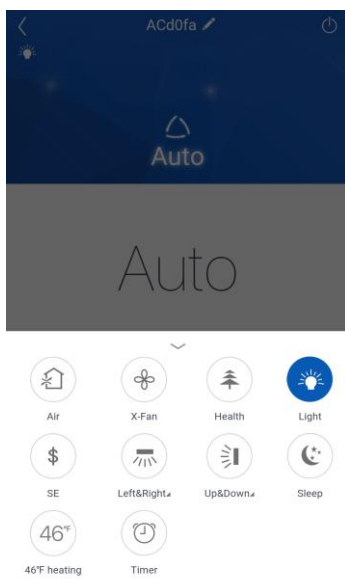 ACd0fa
Auto
Auto
Air X-Fan Health Light
$
SE Left&Right Up&Down Sleep
46°F
46°F heating Timer